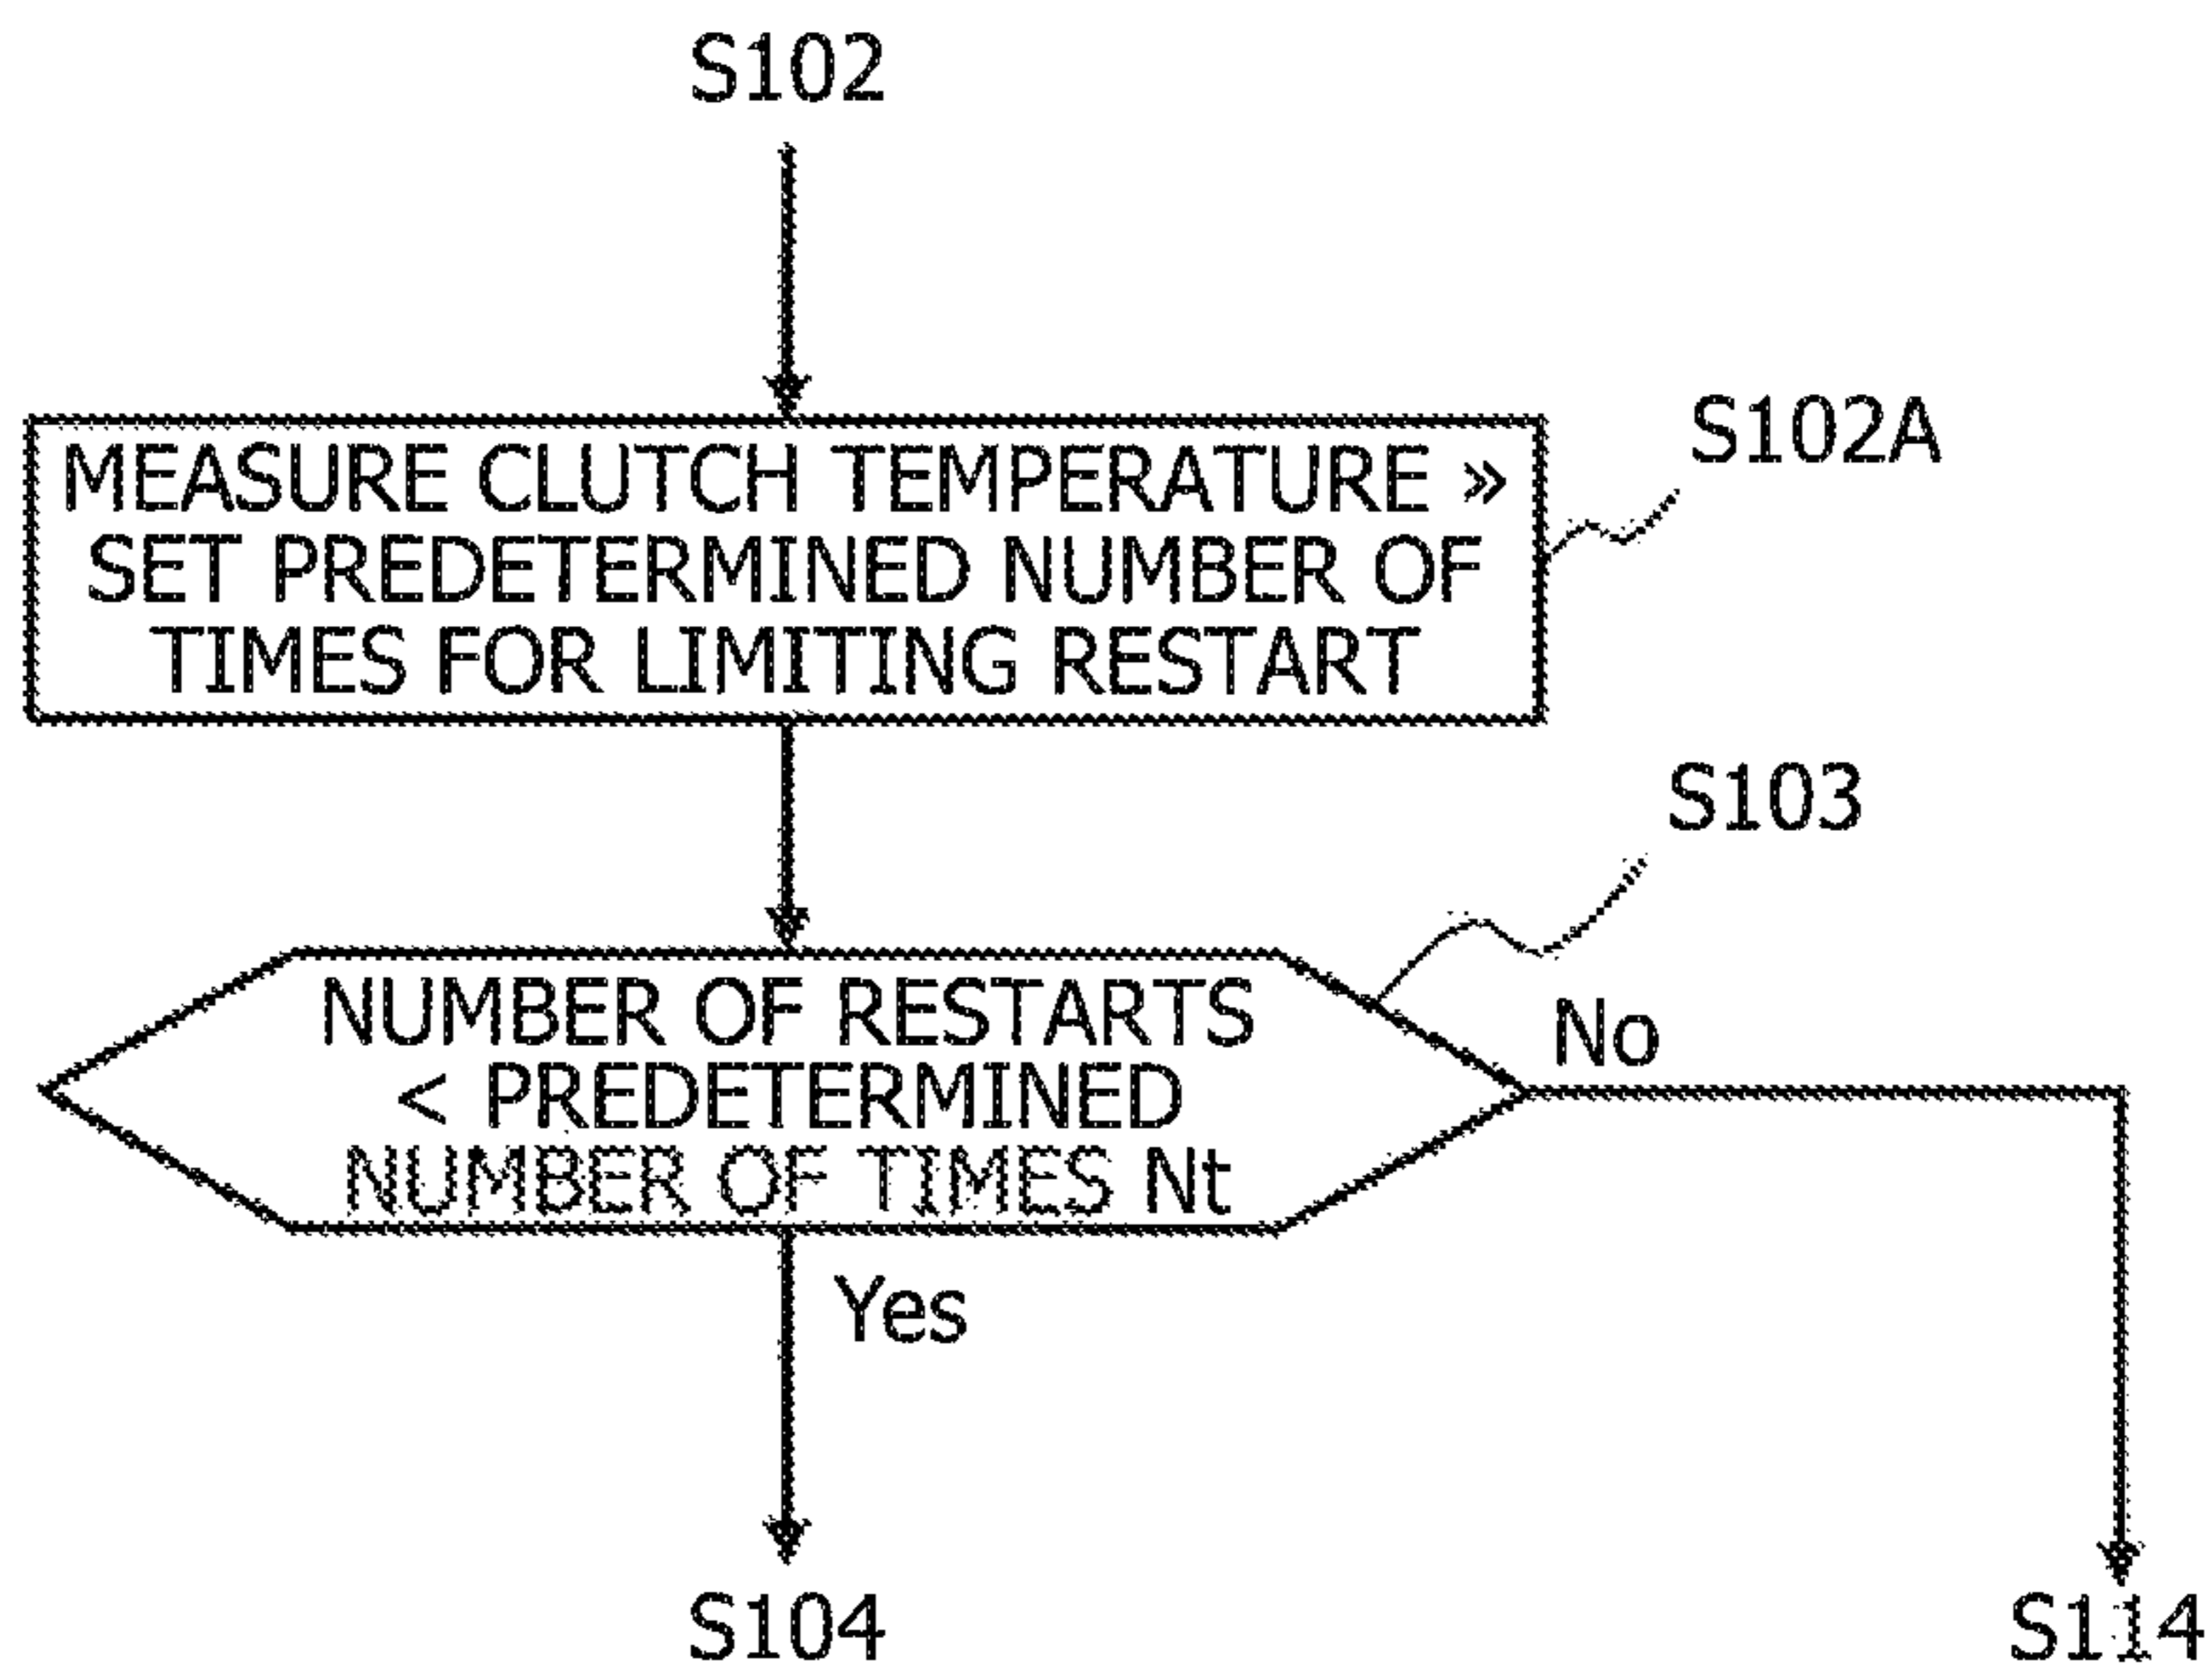 S102
MEASURE CLUTCH TEMPERATURE »
SET PREDETERMINED NUMBER OF
TIMES FOR LIMITING RESTART
S102A
S103
NUMBER OF RESTARTS
< PREDETERMINED
NUMBER OF TIMES Nt
No
Yes
S104
S114